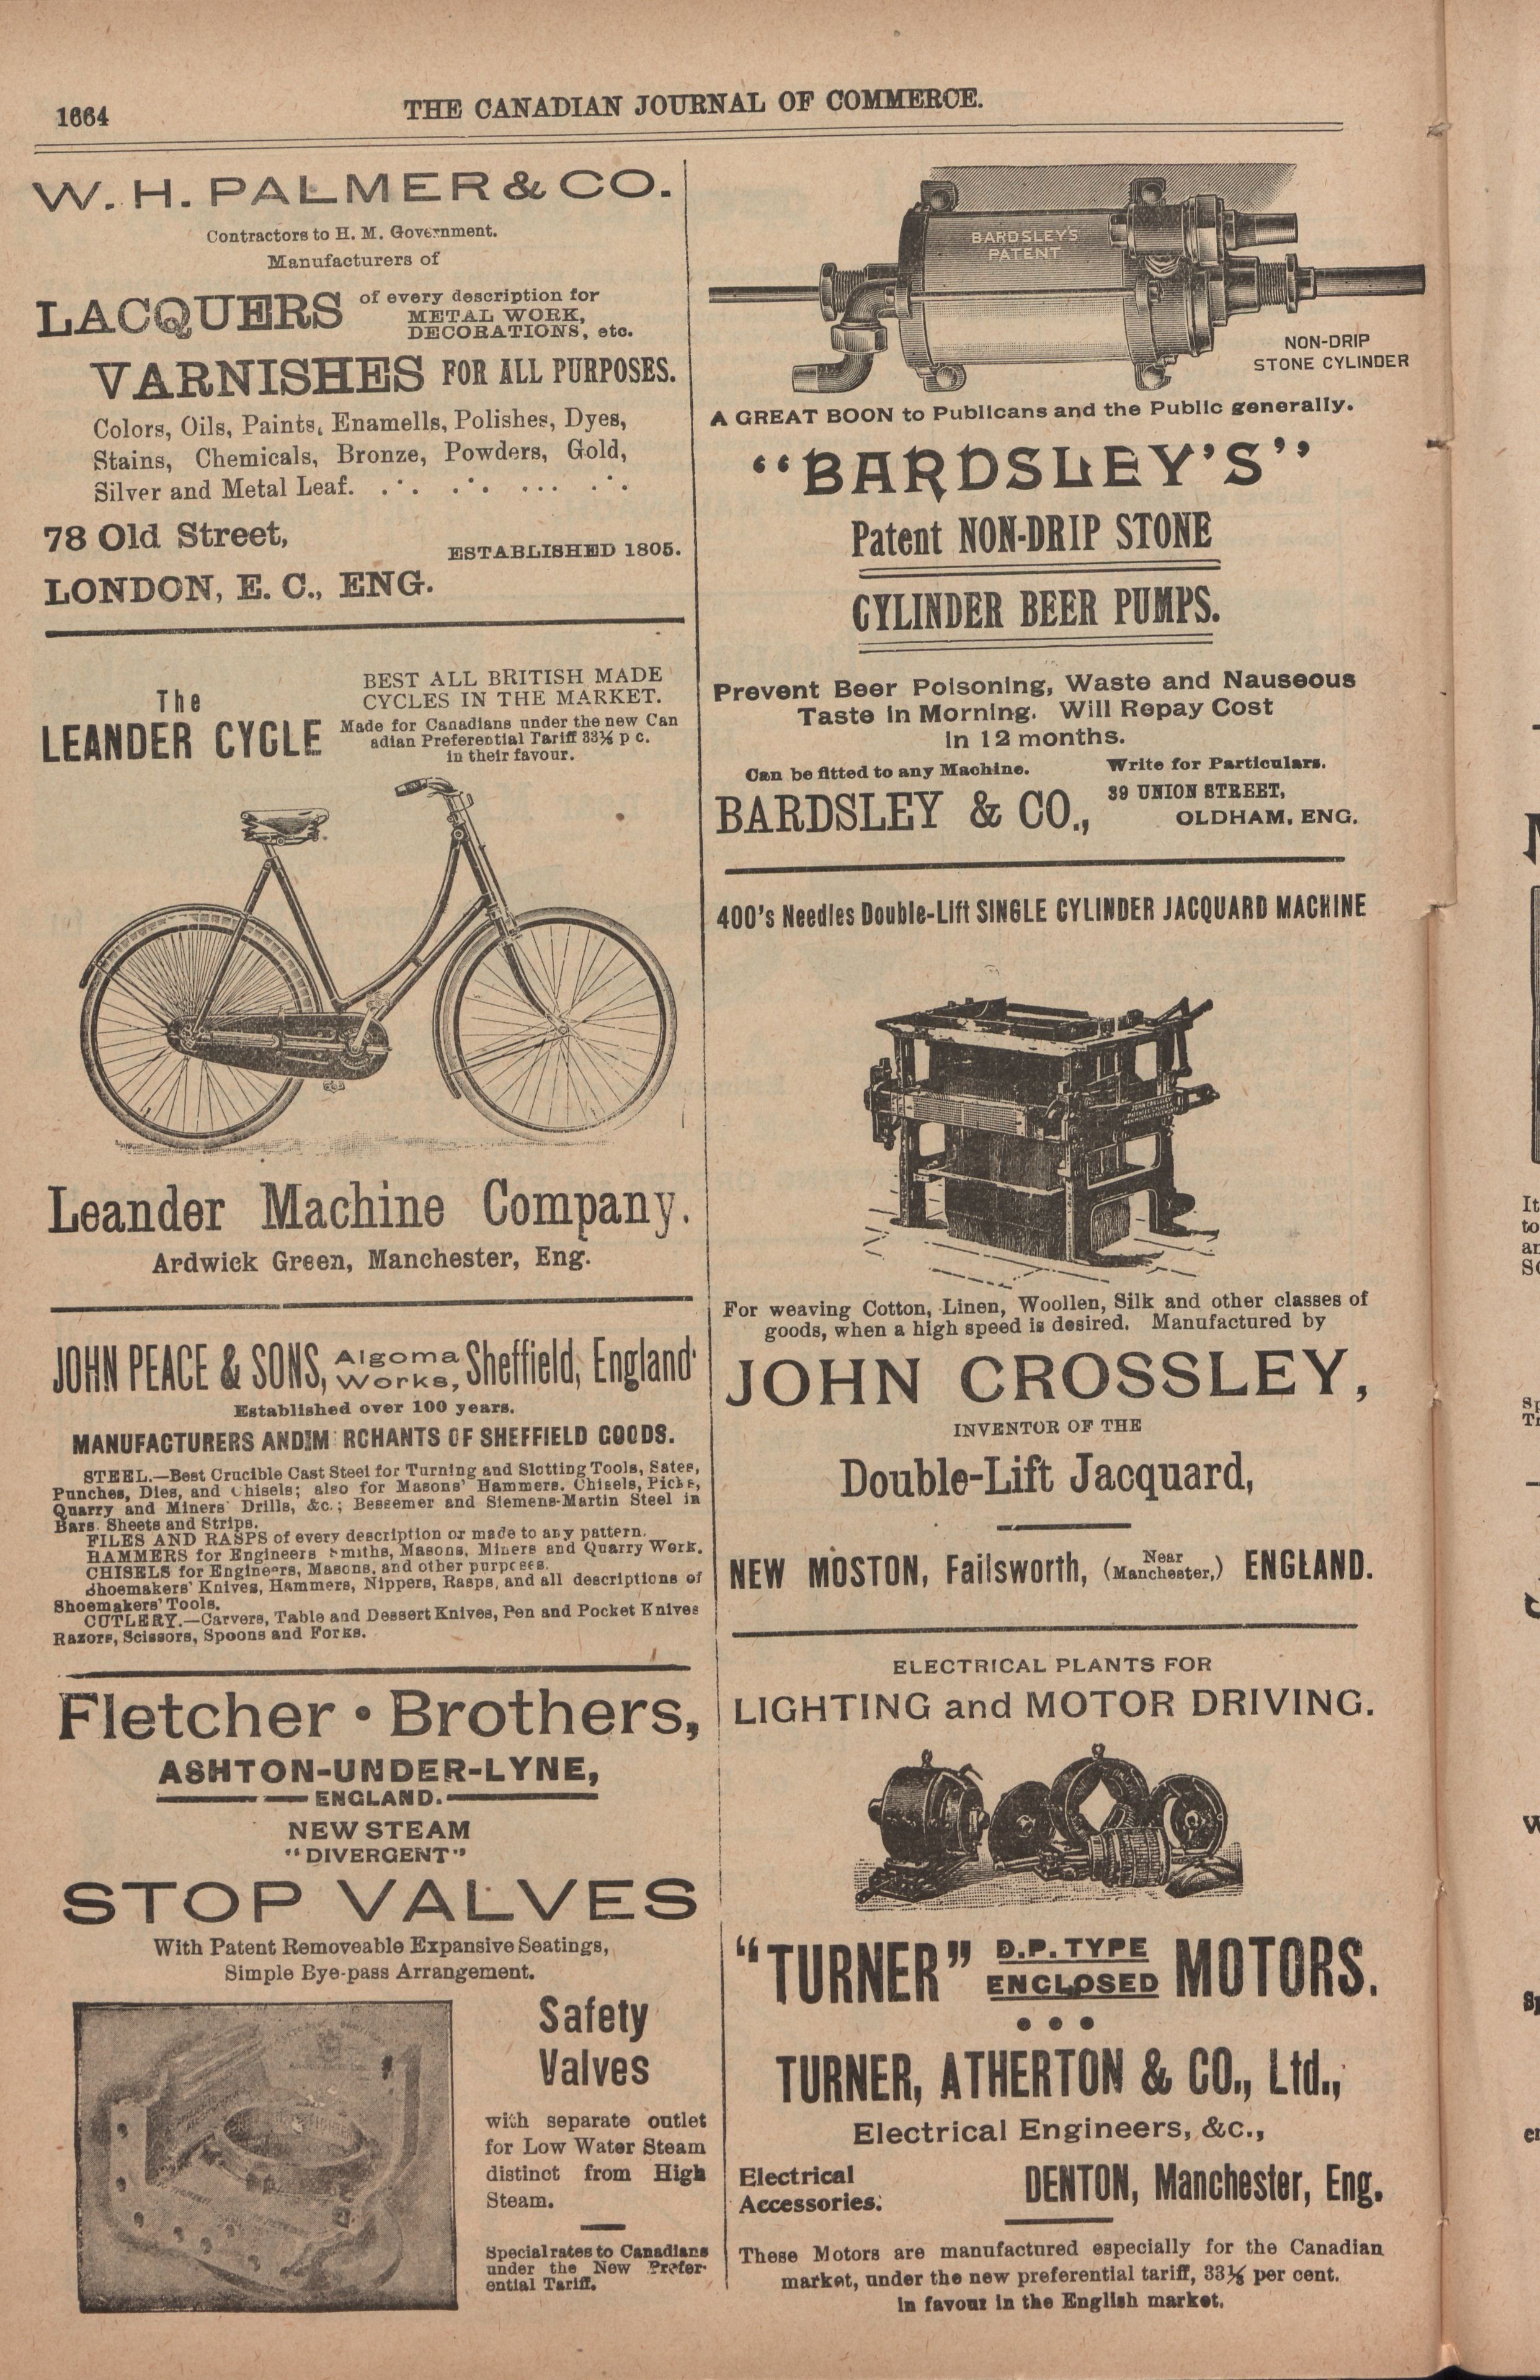 1664
THE CANADIAN JOURNAL OF COMMERCE.
W. H. PALMER & CO.
Contractors to H. M. Government.
Manufacturers of
LACQUERS of every description for
METAL WORK,
DECORATIONS, etc.
VARNISHES FOR ALL PURPOSES.
Colors, Oils, Paints, Enamells, Polishes, Dyes,
Stains, Chemicals, Bronze, Powders, Gold,
Silver and Metal Leaf.
78 Old Street,
ESTABLISHED 1805.
LONDON, E. C., ENG.
The
LEANDER CYCLE
BEST ALL BRITISH MADE
CYCLES IN THE MARKET.
Made for Canadians under the new Can
adian Preferential Tariff 33⅓ p c.
in their favour.
Leander Machine Company.
Ardwick Green, Manchester, Eng.
JOHN PEACE & SONS, Algoma Works, Sheffield, England
Established over 100 years.
MANUFACTURERS AND M RCHANTS OF SHEFFIELD GOODS.
STEEL.—Best Crucible Cast Steel for Turning and Slotting Tools, Sates,
Punches, Dies, and Chisels; also for Masons' Hammers. Chisels, Picks,
Quarry and Miners' Drills, &c.; Bessemer and Siemens-Martin Steel in
Bars. Sheets and Strips.
FILES AND RASPS of every description or made to any pattern.
HAMMERS for Engineers Smiths, Masons, Miners and Quarry Work.
CHISELS for Engineers, Masons, and other purposes.
Shoemakers' Knives, Hammers, Nippers, Rasps, and all descriptions of
Shoemakers' Tools.
CUTLERY.—Carvers, Table and Dessert Knives, Pen and Pocket Knives
Razors, Scissors, Spoons and Forks.
Fletcher • Brothers,
ASHTON-UNDER-LYNE,
ENGLAND.
NEW STEAM
"DIVERGENT"
STOP VALVES
With Patent Removeable Expansive Seatings,
Simple Bye-pass Arrangement.
Safety
Valves
with separate outlet
for Low Water Steam
distinct from High
Steam.
Special rates to Canadians
under the New Prefer-
ential Tariff.
BARDSLEY'S
PATENT
NON-DRIP
STONE CYLINDER
A GREAT BOON to Publicans and the Public generally.
"BARDSLEY'S"
Patent NON-DRIP STONE
CYLINDER BEER PUMPS.
Prevent Beer Poisoning, Waste and Nauseous
Taste in Morning. Will Repay Cost
in 12 months.
Can be fitted to any Machine. Write for Particulars.
BARDSLEY & CO., 39 UNION STREET,
OLDHAM, ENG.
400's Needles Double-Lift SINGLE CYLINDER JACQUARD MACHINE
For weaving Cotton, Linen, Woollen, Silk and other classes of
goods, when a high speed is desired. Manufactured by
JOHN CROSSLEY,
INVENTOR OF THE
Double-Lift Jacquard,
NEW MOSTON, Failsworth, (Near Manchester,) ENGLAND.
ELECTRICAL PLANTS FOR
LIGHTING and MOTOR DRIVING.
"TURNER" D.P. TYPE ENCLOSED MOTORS.
TURNER, ATHERTON & CO., Ltd.,
Electrical Engineers, &c.,
Electrical
Accessories.
DENTON, Manchester, Eng.
These Motors are manufactured especially for the Canadian
market, under the new preferential tariff, 33⅓ per cent.
in favour in the English market.